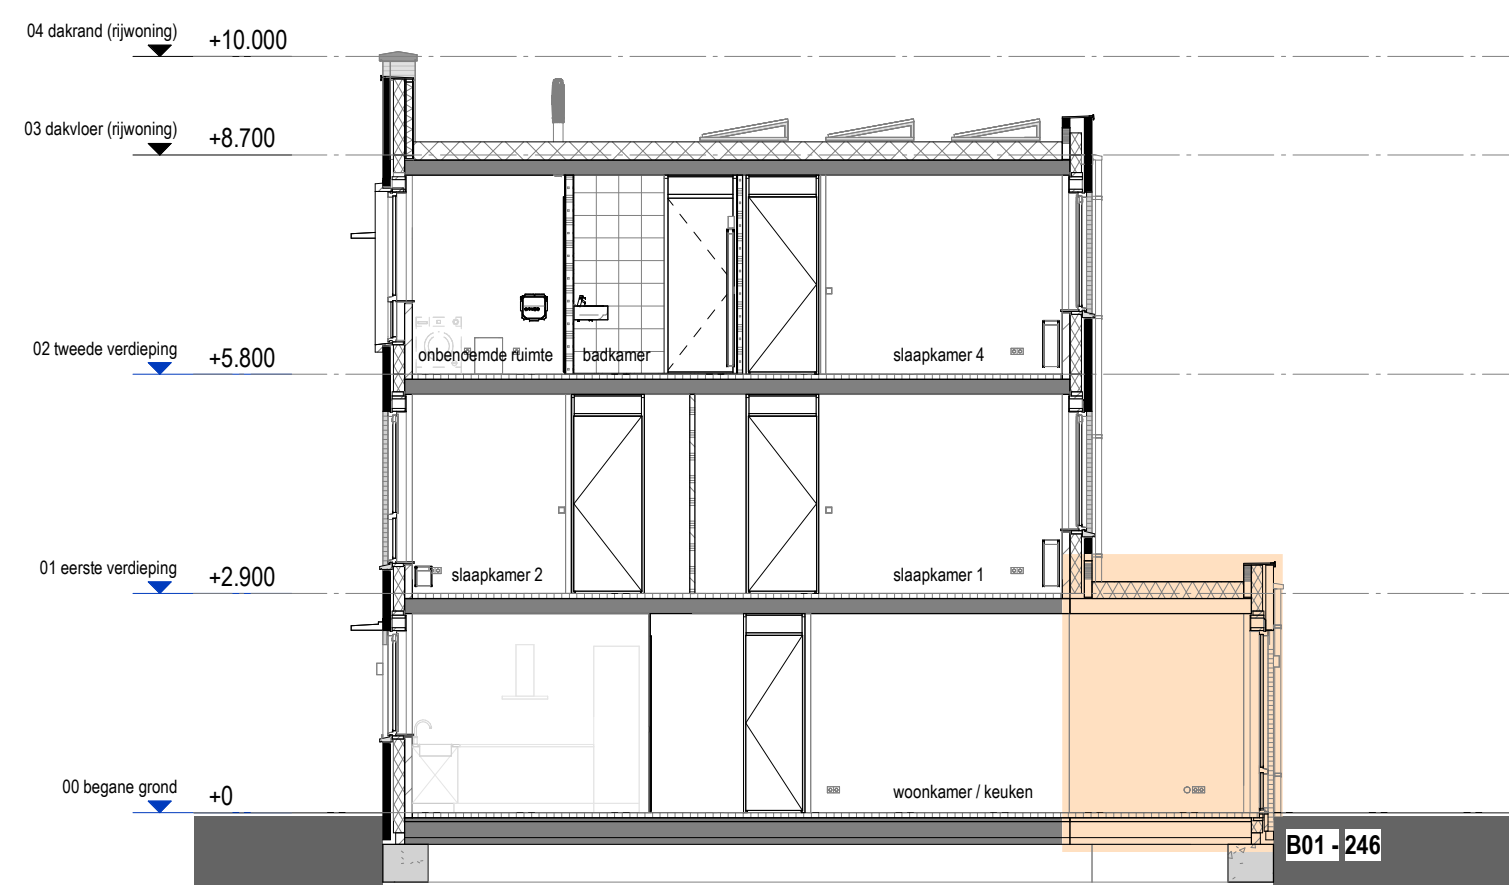 04 dakrand (rijwoning) +10.000
03 dakvloer (rijwoning) +8.700
onbenoemde ruimte badkamer slaapkamer 4
02 tweede verdieping +5.800
slaapkamer 2 slaapkamer 1
01 eerste verdieping +2.900
woonkamer / keuken
00 begane grond +0
B01 - 246